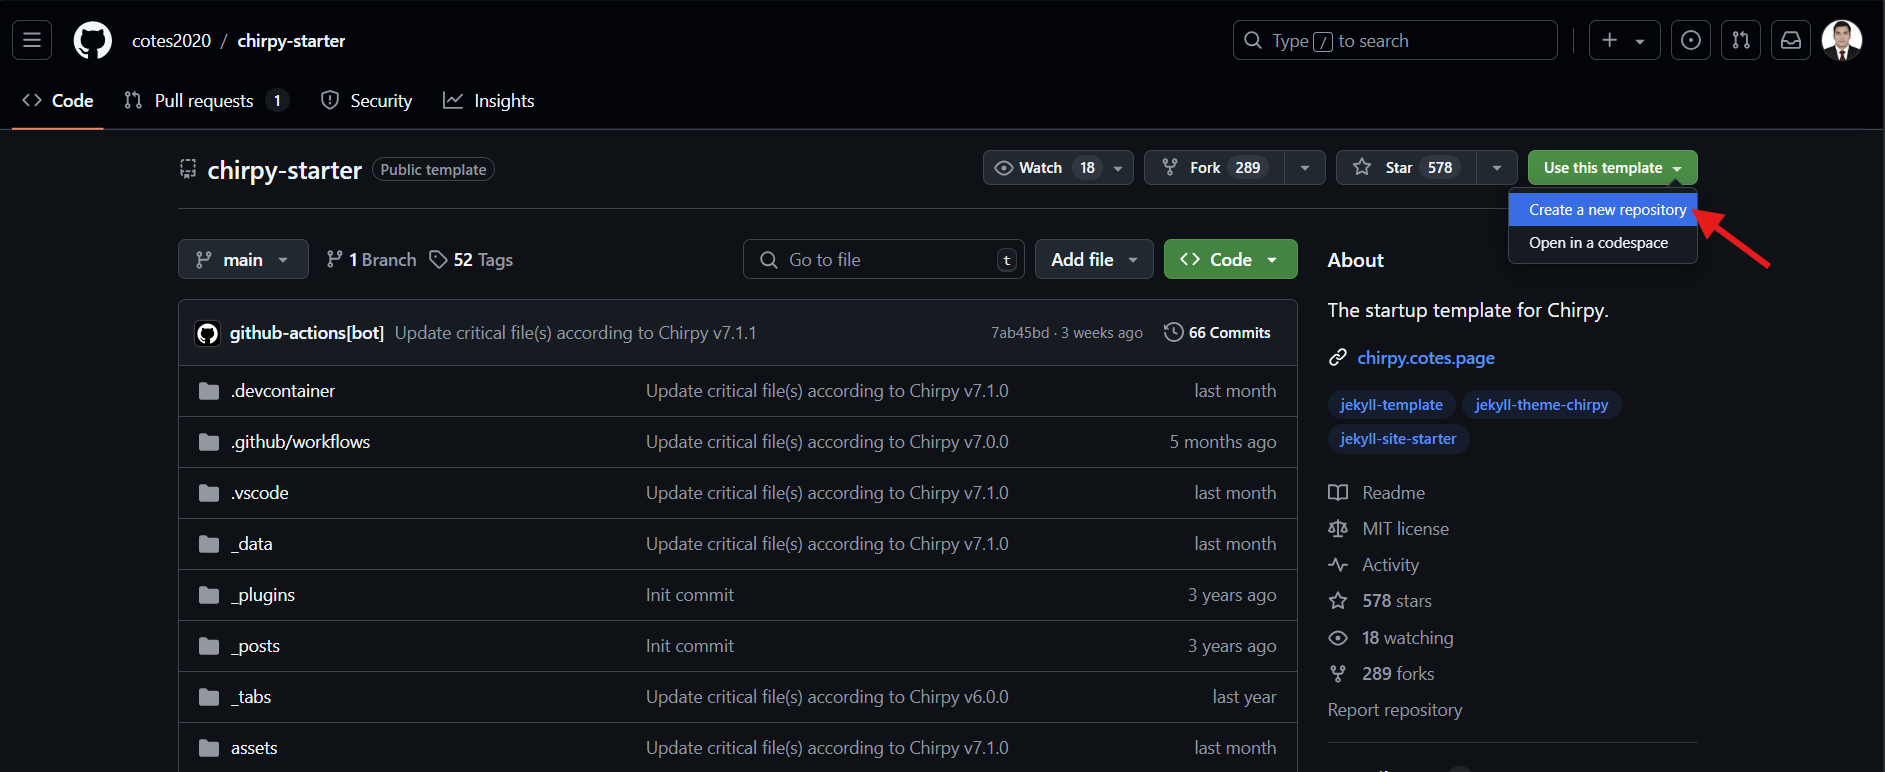 cotes2020 / chirpy-starter
Type / to search
Code
Pull requests 1
Security
Insights
chirpy-starter Public template
Watch 18
Fork 289
Star 578
Use this template
Create a new repository
Open in a codespace
main
1 Branch
52 Tags
Go to file t
Add file
Code
github-actions[bot] Update critical file(s) according to Chirpy v7.1.1 7ab45bd · 3 weeks ago 66 Commits
.devcontainer Update critical file(s) according to Chirpy v7.1.0 last month
.github/workflows Update critical file(s) according to Chirpy v7.0.0 5 months ago
.vscode Update critical file(s) according to Chirpy v7.1.0 last month
_data Update critical file(s) according to Chirpy v7.1.0 last month
_plugins Init commit 3 years ago
_posts Init commit 3 years ago
_tabs Update critical file(s) according to Chirpy v6.0.0 last year
assets Update critical file(s) according to Chirpy v7.1.0 last month
About
The startup template for Chirpy.
chirpy.cotes.page
jekyll-template jekyll-theme-chirpy
jekyll-site-starter
Readme
MIT license
Activity
578 stars
18 watching
289 forks
Report repository